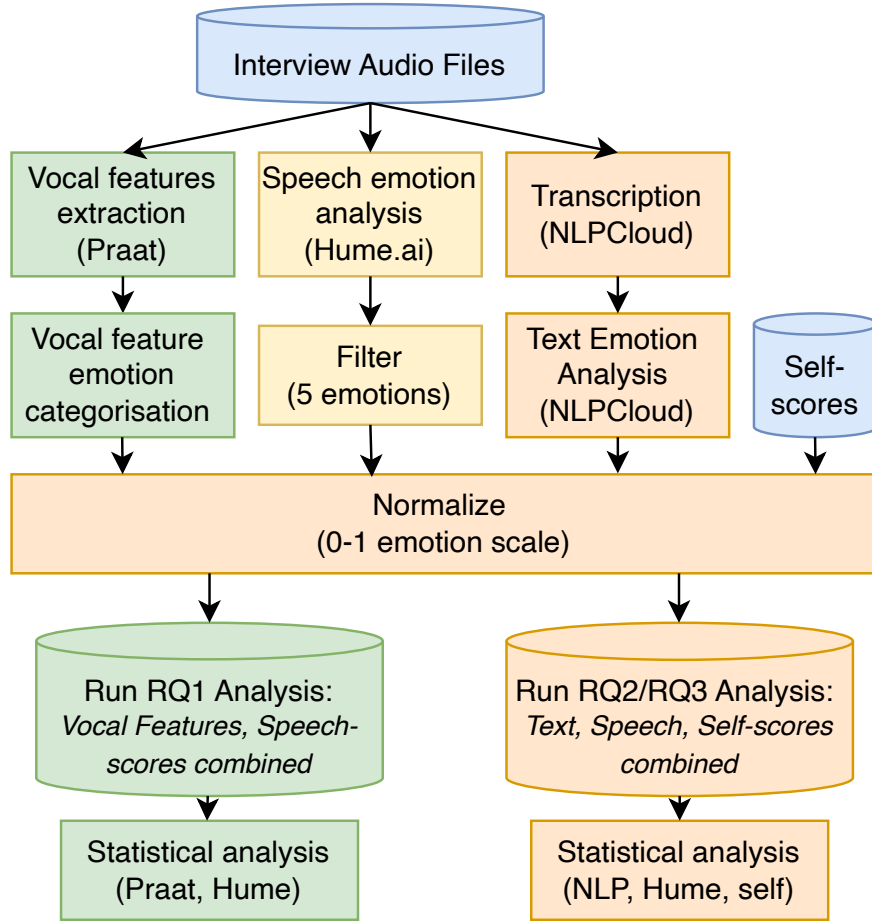 Interview Audio Files
Vocal features
extraction
(Praat)
Speech emotion
analysis
(Hume.ai)
Transcription
(NLPCloud)
Vocal feature
emotion
categorisation
Filter
(5 emotions)
Text Emotion
Analysis
(NLPCloud)
Self-
scores
Normalize
(0-1 emotion scale)
Run RQ1 Analysis:
Vocal Features, Speech-
scores combined
Run RQ2/RQ3 Analysis:
Text, Speech, Self-scores
combined
Statistical analysis
(Praat, Hume)
Statistical analysis
(NLP, Hume, self)